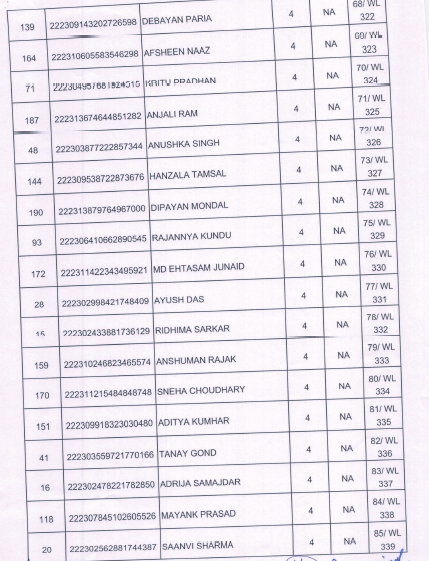 139 222309143202726598 DEBAYAN PARIA 4 NA 68/ WL 322
164 222310605583546298 AFSHEEN NAAZ 4 NA 323
71 PRADHAN 4 NA 70/ WL 324
187 222313674644851282 ANJALI RAM 4 NA 71/ WL 325
48 222303877222857344 ANUSHKA SINGH 4 NA 72/ WL 326
144 222309538722873676 HANZALA TAMSAL 4 NA 73/ WL 327
190 222313879764967000 DIPAYAN MONDAL 4 NA 74/ WL 328
93 222306410662890545 RAJANNYA KUNDU 4 NA 75/ WL 329
172 222311422343495921 MD EHTASAM JUNAID 4 NA 76/ WL 330
28 222302998421748409 AYUSH DAS 4 NA 77/ WL 331
15 222302433881736129 RIDHIMA SARKAR 4 NA 78/ WL 332
159 222310246823465574 ANSHUMAN RAJAK 4 NA 79/ WL 333
170 222311215484848748 SNEHA CHOUDHARY 4 NA 80/ WL 334
151 222309918323030480 ADITYA KUMHAR 4 NA 81/ WL 335
41 222303559721770166 TANAY GOND 4 NA 82/ WL 336
16 222302478221782850 ADRIJA SAMAJDAR 4 NA 83/ WL 337
118 222307845102605526 MAYANK PRASAD 4 NA 84/ WL 338
20 222302562881744387 SAANVI SHARMA 4 NA 85/ WL 339